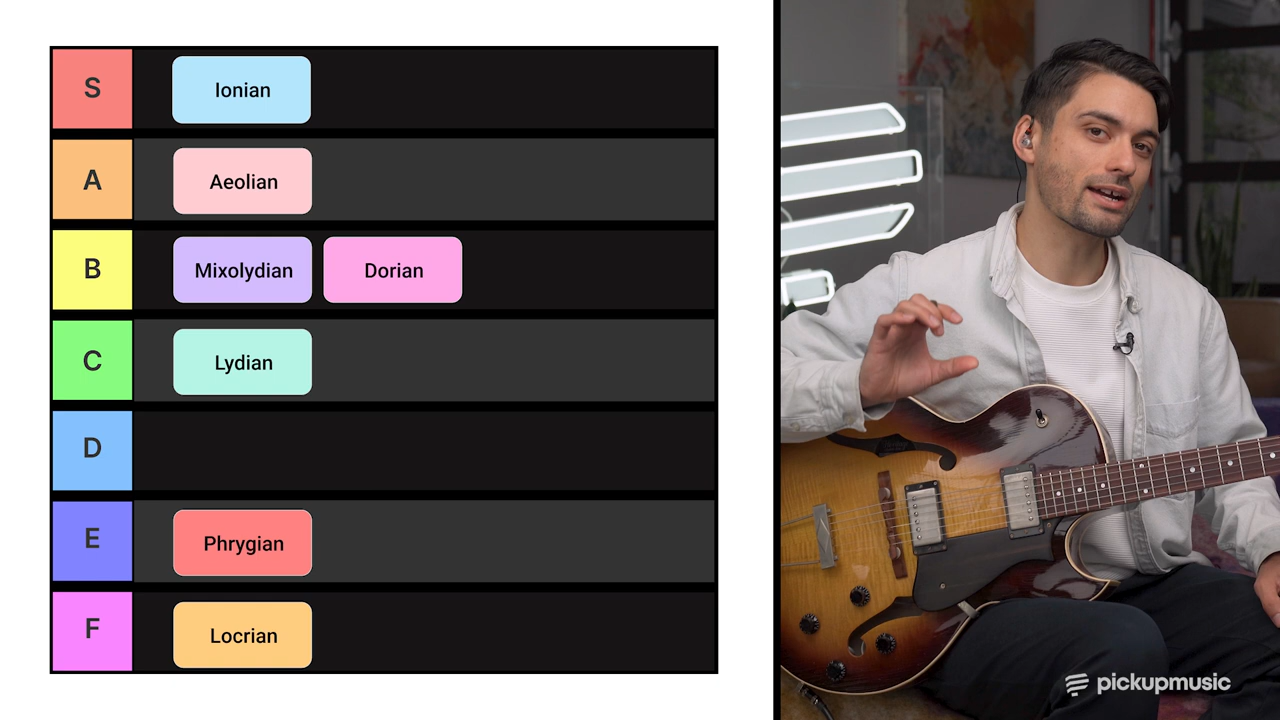 S
Ionian
A
Aeolian
B
Mixolydian Dorian
C
Lydian
D
E
Phrygian
F
Locrian
pickupmusic